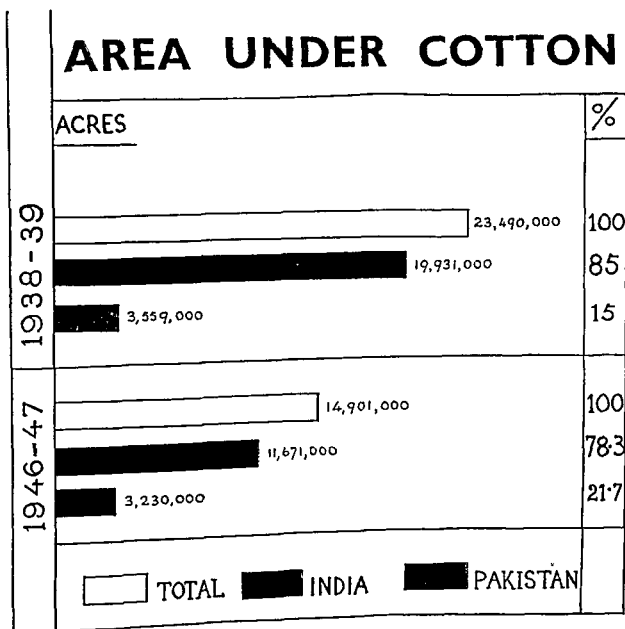 AREA UNDER COTTON
ACRES %
1938-39
23,490,000 100
19,931,000 85
3,559,000 15
1946-47
14,901,000 100
11,671,000 78·3
3,230,000 21·7
TOTAL INDIA PAKISTAN